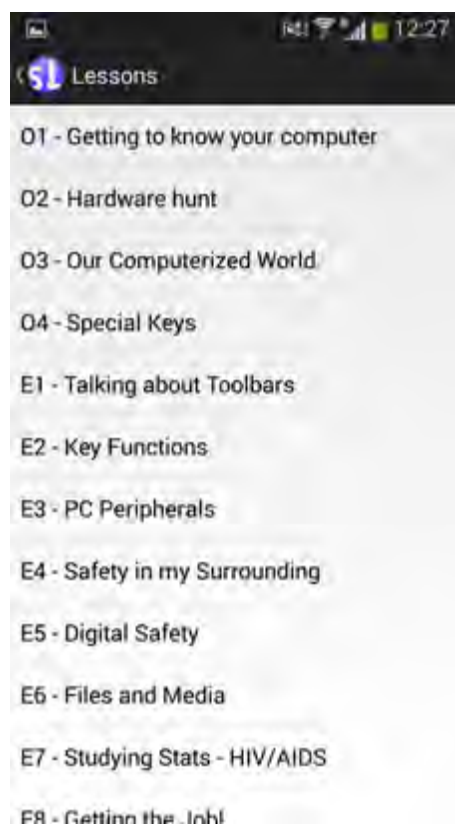 12:27
SL Lessons
O1 - Getting to know your computer
O2 - Hardware hunt
O3 - Our Computerized World
O4 - Special Keys
E1 - Talking about Toolbars
E2 - Key Functions
E3 - PC Peripherals
E4 - Safety in my Surrounding
E5 - Digital Safety
E6 - Files and Media
E7 - Studying Stats - HIV/AIDS
E8 - Getting the Job!